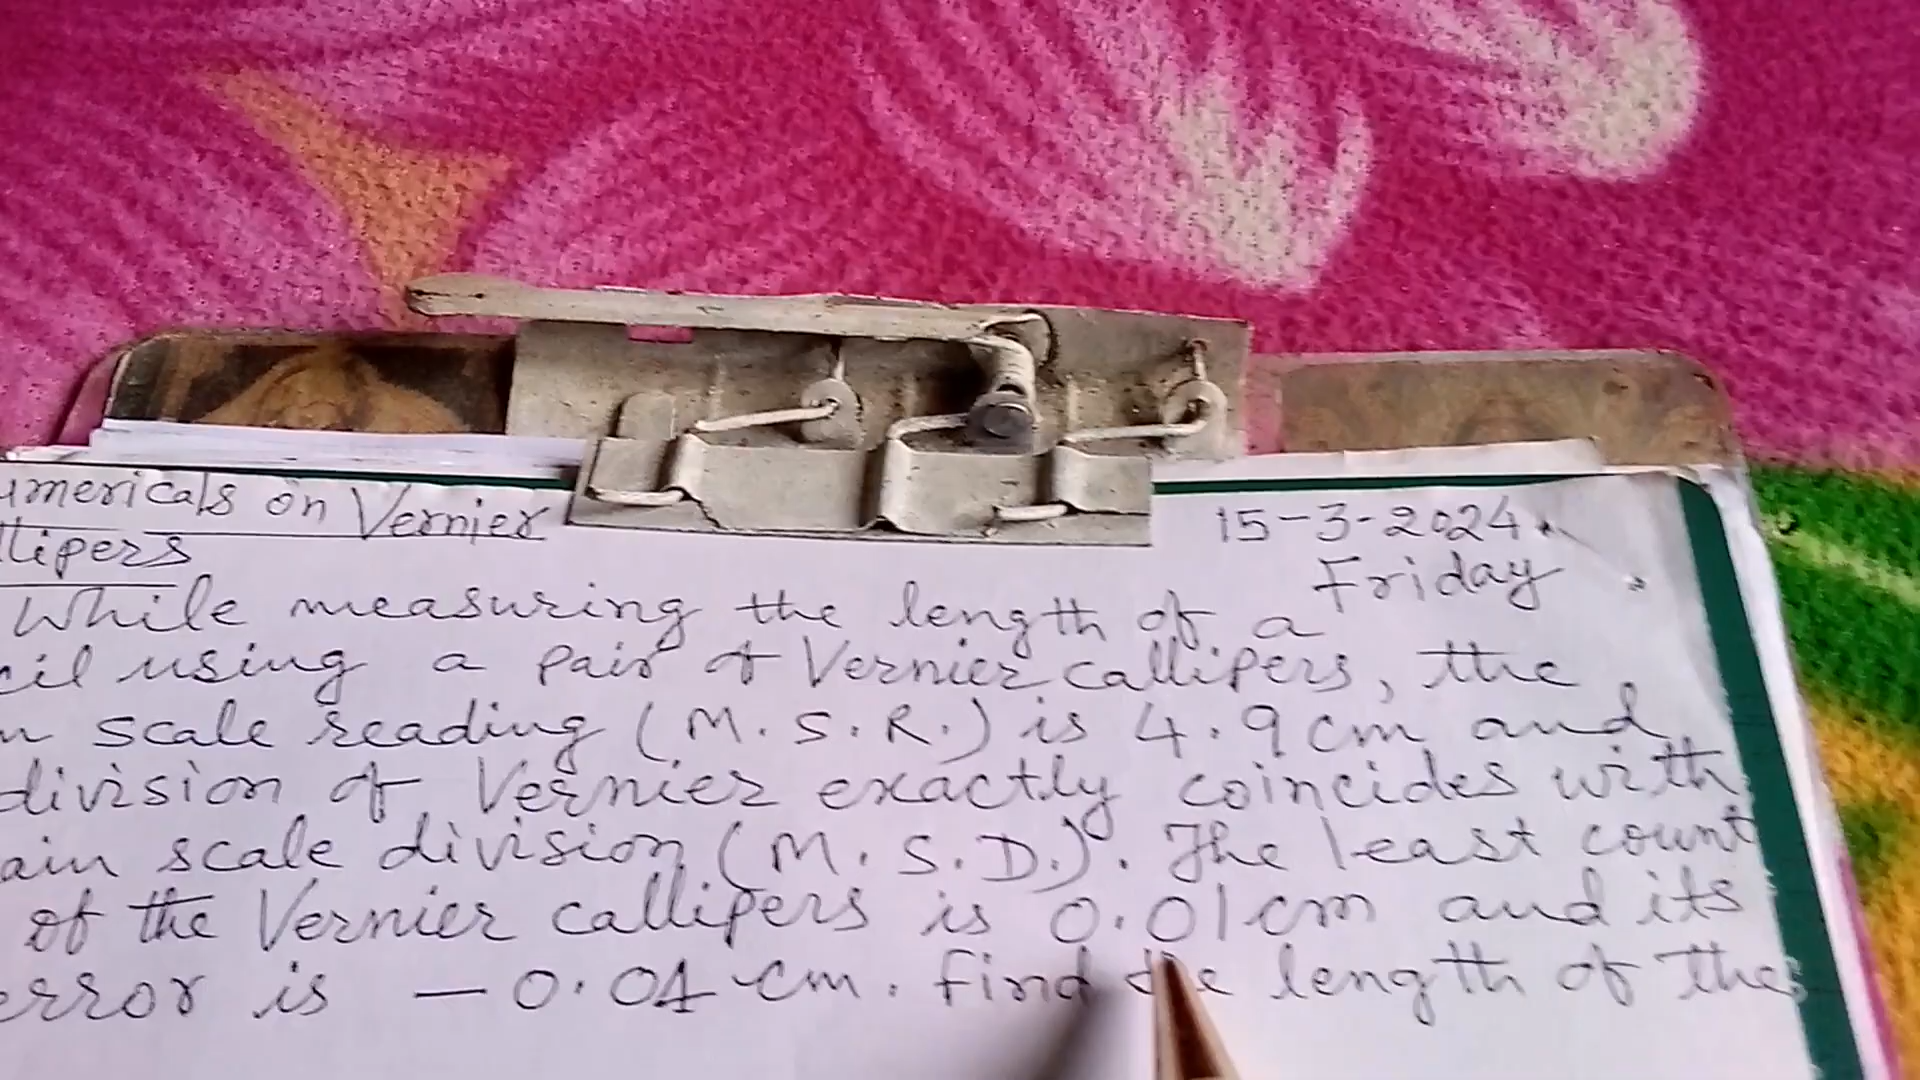 umericals on Vernier
llipers
15-3-2024
Friday
While measuring the length of a
cil using a pair of Vernier callipers, the
n scale reading (M.S.R.) is 4.9 cm and
division of Vernier exactly coincides with
ain scale division (M.S.D.). The least count
of the Vernier callipers is 0.01 cm and its
error is – 0.04 cm. find the length of the